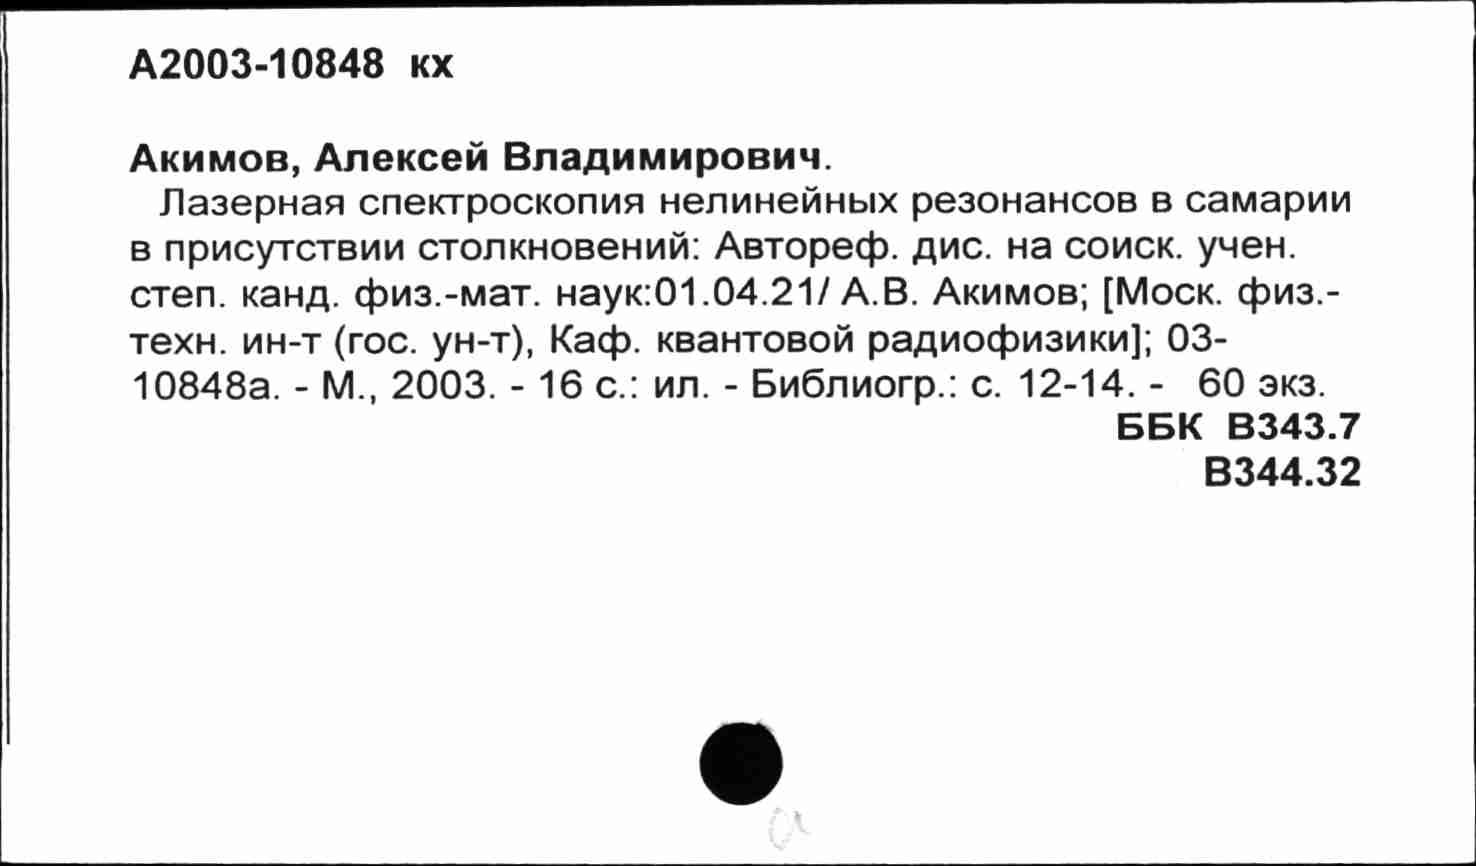 А2003-10848 кх
Акимов, Алексей Владимирович.
Лазерная спектроскопия нелинейных резонансов в самарии
в присутствии столкновений: Автореф. дис. на соиск. учен.
степ. канд. физ.-мат. наук:01.04.21/ А.В. Акимов; [Моск. физ.-
техн. ин-т (гос. ун-т), Каф. квантовой радиофизики]; 03-
10848а. - М., 2003. - 16 с.: ил. - Библиогр.: с. 12-14. - 60 экз.
ББК В343.7
В344.32
а